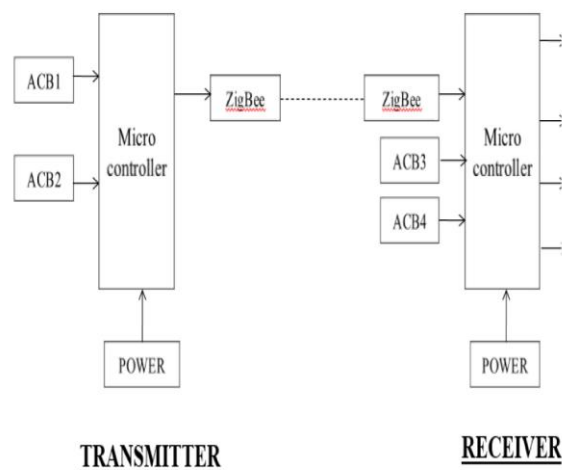 ACB1
ACB2
Micro
controller
POWER
ZigBee
TRANSMITTER
ZigBee
ACB3
ACB4
Micro
controller
POWER
RECEIVER